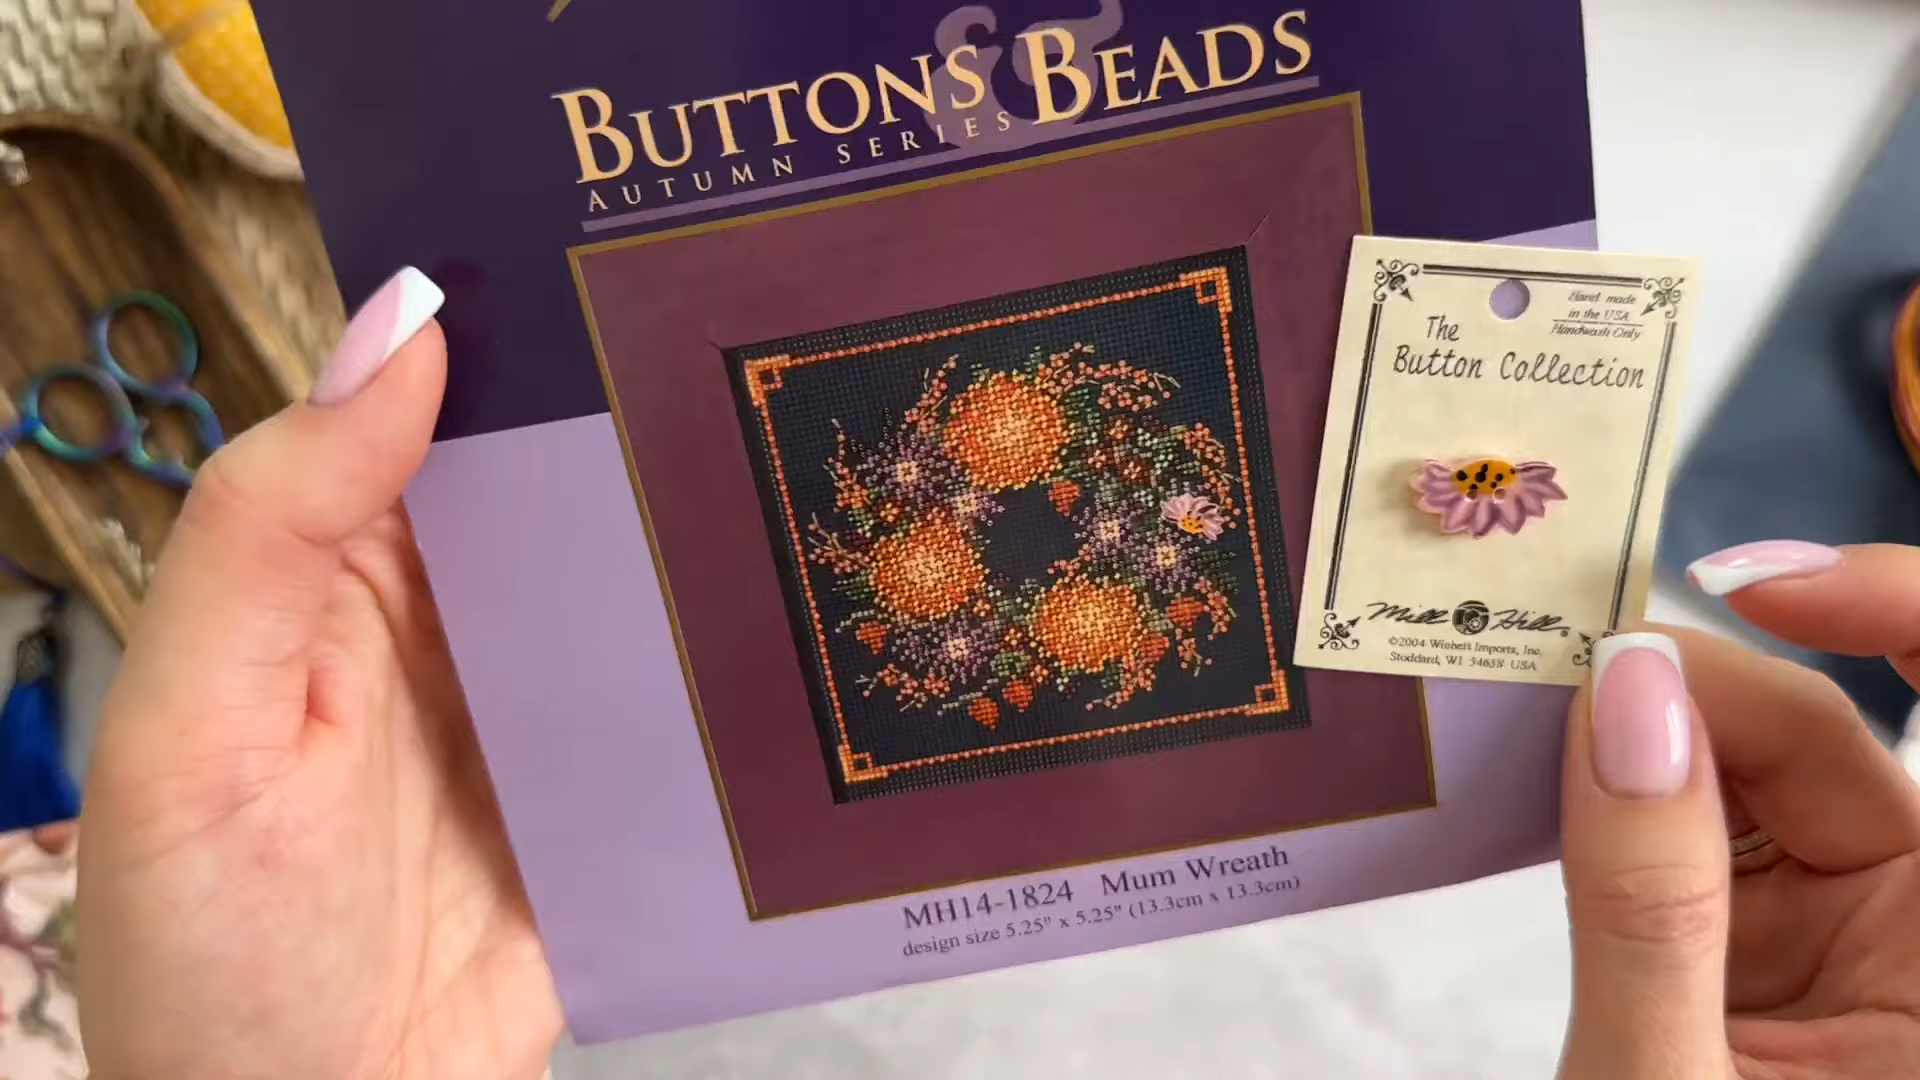 BUTTONS & BEADS
AUTUMN SERIES
MH14-1824 Mum Wreath
design size 5.25" x 5.25" (13.3cm x 13.3cm)
Hand made
in the USA
Handwash Only
The
Button Collection
Mill Hill®
©2004 Wichelt Imports, Inc.
Stoddard, WI 54658 USA